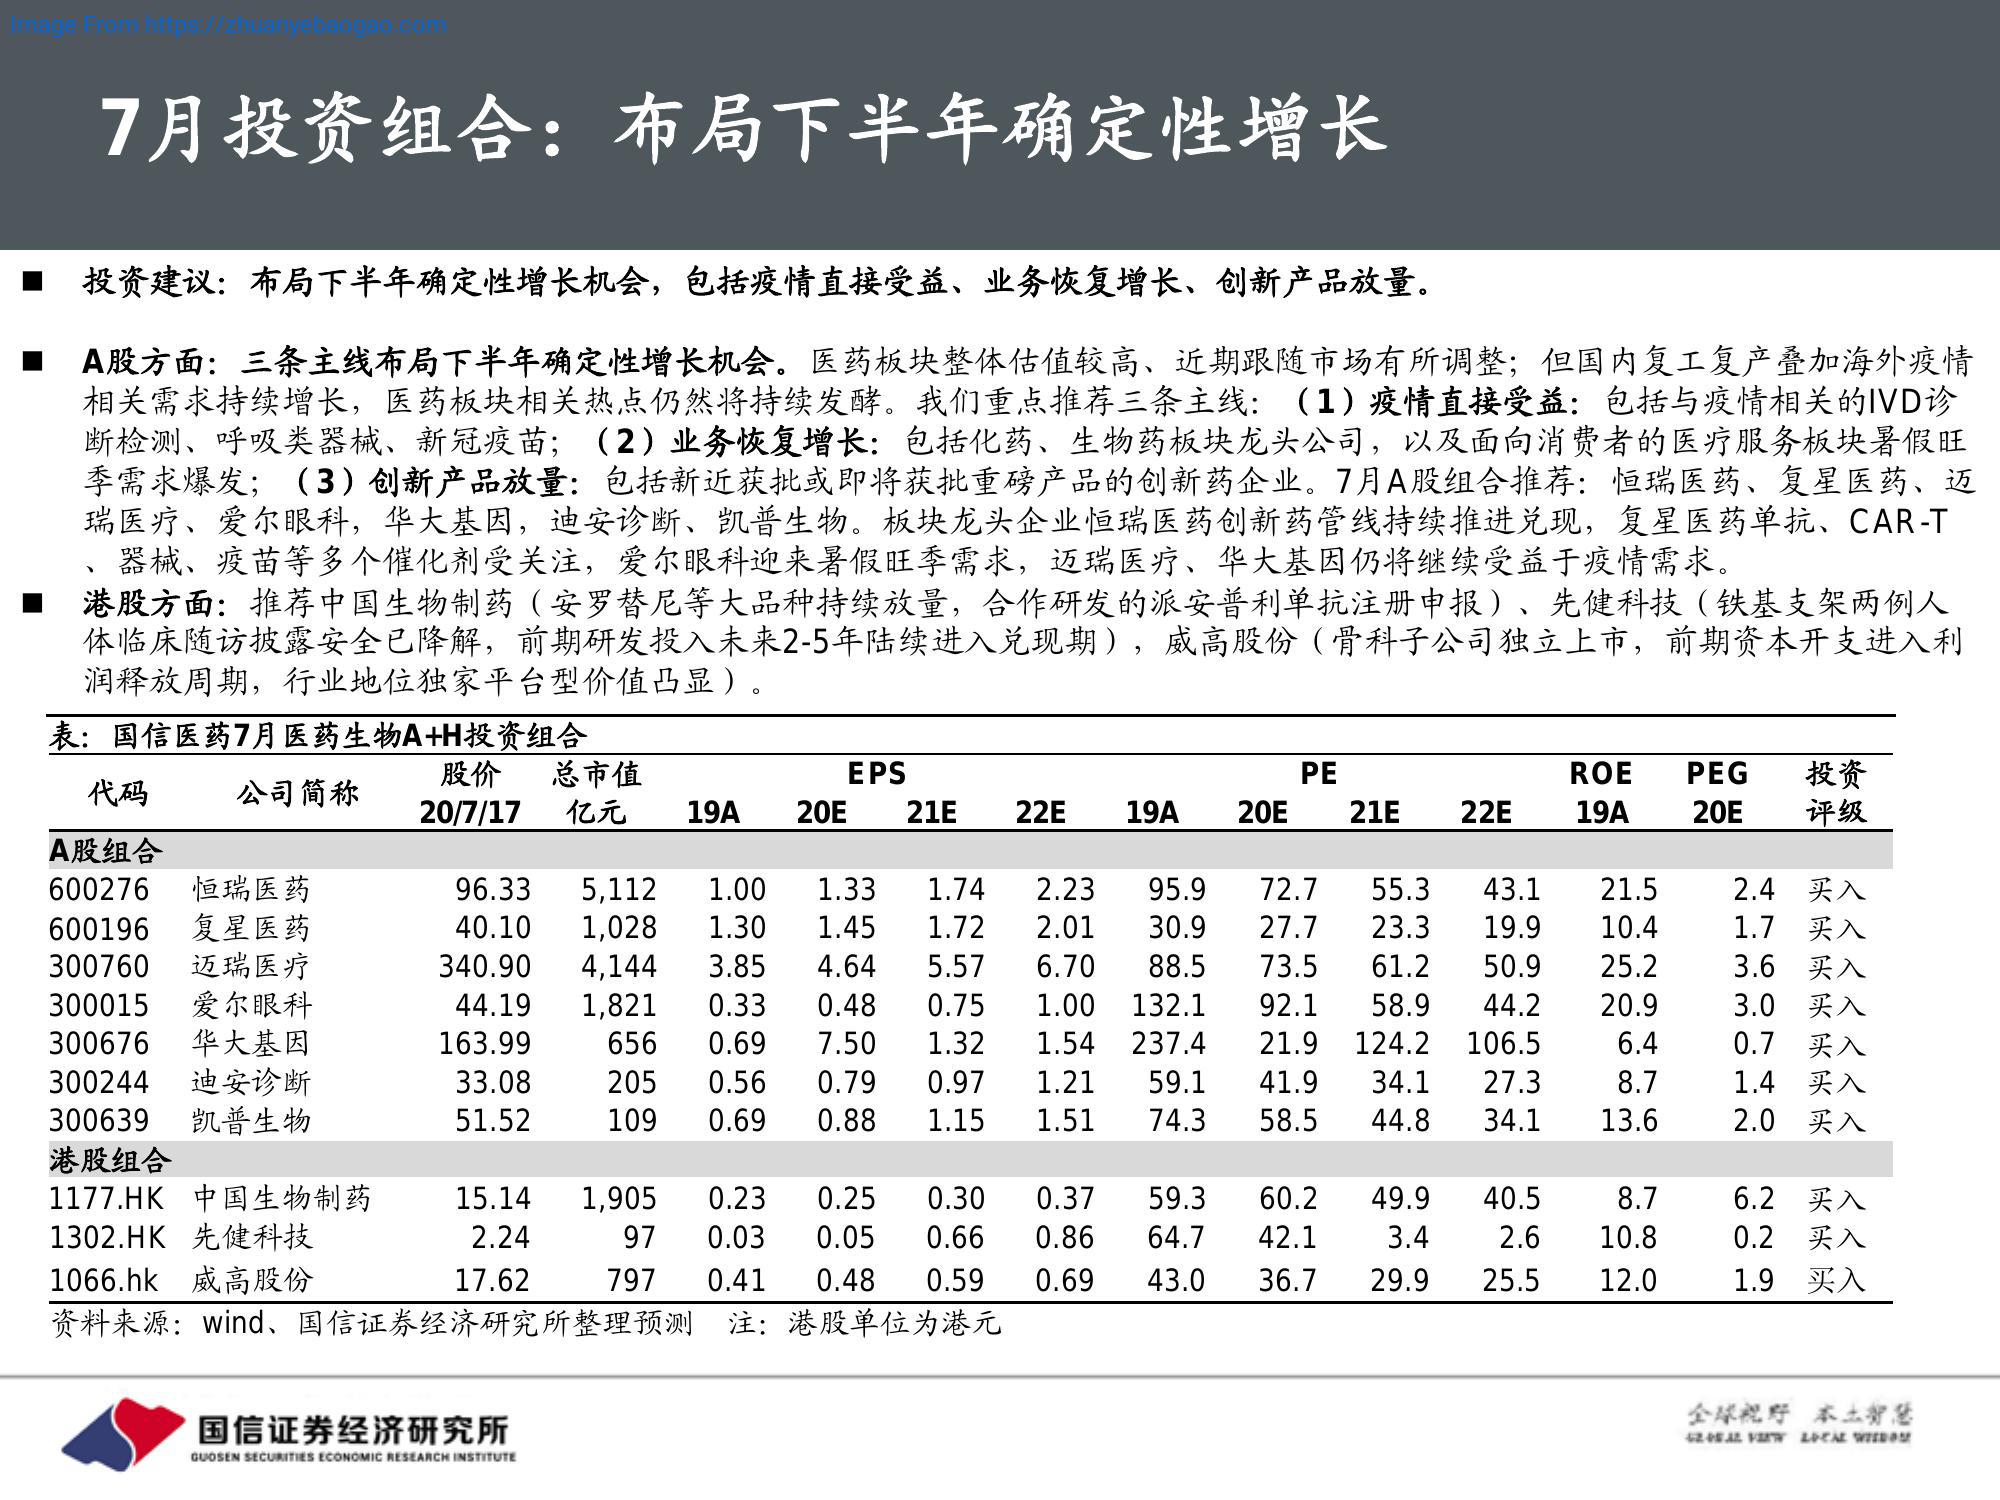 Image From https://zhuanyebaogao.com
7月投资组合：布局下半年确定性增长
■ 投资建议：布局下半年确定性增长机会，包括疫情直接受益、业务恢复增长、创新产品放量。
■ A股方面：三条主线布局下半年确定性增长机会。医药板块整体估值较高、近期跟随市场有所调整；但国内复工复产叠加海外疫情
相关需求持续增长，医药板块相关热点仍然将持续发酵。我们重点推荐三条主线：（1）疫情直接受益：包括与疫情相关的IVD诊
断检测、呼吸类器械、新冠疫苗；（2）业务恢复增长：包括化药、生物药板块龙头公司，以及面向消费者的医疗服务板块暑假旺
季需求爆发；（3）创新产品放量：包括新近获批或即将获批重磅产品的创新药企业。7月A股组合推荐：恒瑞医药、复星医药、迈
瑞医疗、爱尔眼科，华大基因，迪安诊断、凯普生物。板块龙头企业恒瑞医药创新药管线持续推进兑现，复星医药单抗、CAR-T
、器械、疫苗等多个催化剂受关注，爱尔眼科迎来暑假旺季需求，迈瑞医疗、华大基因仍将继续受益于疫情需求。
■ 港股方面：推荐中国生物制药（安罗替尼等大品种持续放量，合作研发的派安普利单抗注册申报）、先健科技（铁基支架两例人
体临床随访披露安全已降解，前期研发投入未来2-5年陆续进入兑现期），威高股份（骨科子公司独立上市，前期资本开支进入利
润释放周期，行业地位独家平台型价值凸显）。
表：国信医药7月医药生物A+H投资组合
代码 公司简称 股价 总市值 EPS PE ROE PEG 投资
20/7/17 亿元 19A 20E 21E 22E 19A 20E 21E 22E 19A 20E 评级
A股组合
600276 恒瑞医药 96.33 5,112 1.00 1.33 1.74 2.23 95.9 72.7 55.3 43.1 21.5 2.4 买入
600196 复星医药 40.10 1,028 1.30 1.45 1.72 2.01 30.9 27.7 23.3 19.9 10.4 1.7 买入
300760 迈瑞医疗 340.90 4,144 3.85 4.64 5.57 6.70 88.5 73.5 61.2 50.9 25.2 3.6 买入
300015 爱尔眼科 44.19 1,821 0.33 0.48 0.75 1.00 132.1 92.1 58.9 44.2 20.9 3.0 买入
300676 华大基因 163.99 656 0.69 7.50 1.32 1.54 237.4 21.9 124.2 106.5 6.4 0.7 买入
300244 迪安诊断 33.08 205 0.56 0.79 0.97 1.21 59.1 41.9 34.1 27.3 8.7 1.4 买入
300639 凯普生物 51.52 109 0.69 0.88 1.15 1.51 74.3 58.5 44.8 34.1 13.6 2.0 买入
港股组合
1177.HK 中国生物制药 15.14 1,905 0.23 0.25 0.30 0.37 59.3 60.2 49.9 40.5 8.7 6.2 买入
1302.HK 先健科技 2.24 97 0.03 0.05 0.66 0.86 64.7 42.1 3.4 2.6 10.8 0.2 买入
1066.hk 威高股份 17.62 797 0.41 0.48 0.59 0.69 43.0 36.7 29.9 25.5 12.0 1.9 买入
资料来源：wind、国信证券经济研究所整理预测 注：港股单位为港元
国信证券经济研究所
GUOSEN SECURITIES ECONOMIC RESEARCH INSTITUTE
全球视野 本土智慧
GLOBAL VIEW LOCAL WISDOM